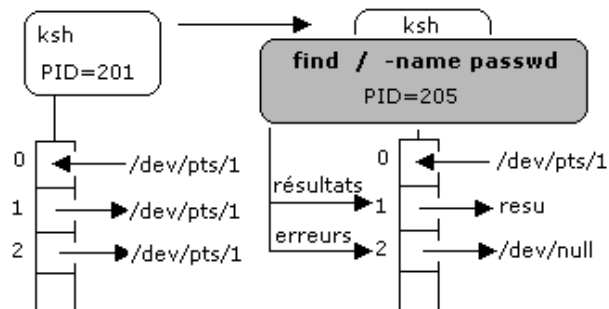 ksh
PID=201
0
/dev/pts/1
1
/dev/pts/1
2
/dev/pts/1
ksh
find / -name passwd
PID=205
résultats
erreurs
0
/dev/pts/1
1
resu
2
/dev/null